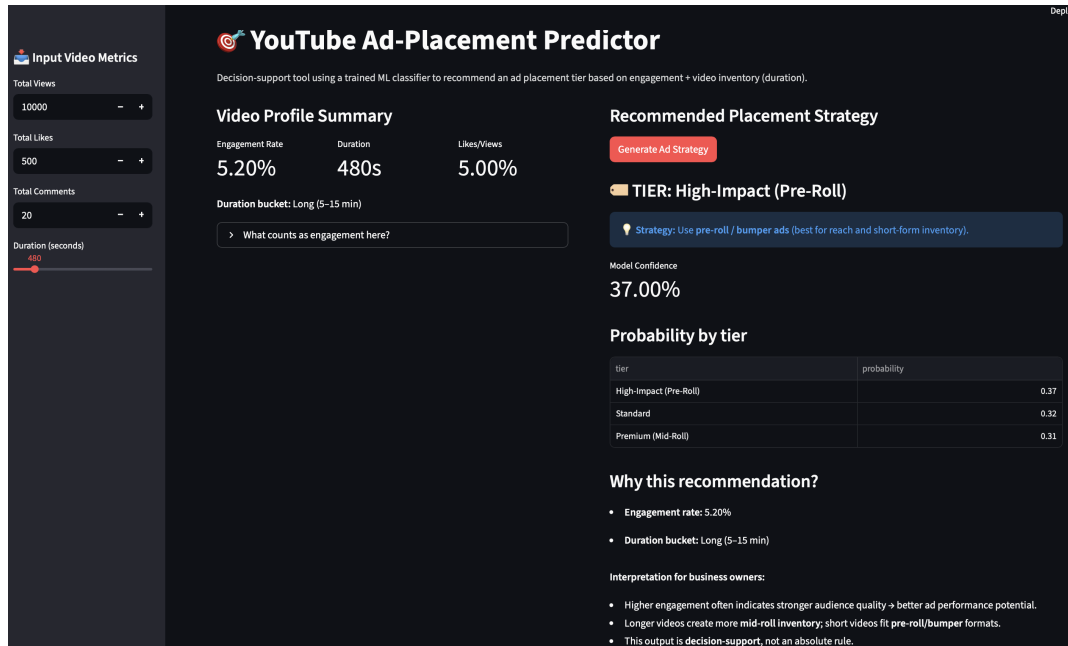 Depl
📤 Input Video Metrics
Total Views
10000 − +
Total Likes
500 − +
Total Comments
20 − +
Duration (seconds)
480
🎯 YouTube Ad-Placement Predictor
Decision-support tool using a trained ML classifier to recommend an ad placement tier based on engagement + video inventory (duration).
Video Profile Summary
Engagement Rate Duration Likes/Views
5.20% 480s 5.00%
Duration bucket: Long (5–15 min)
What counts as engagement here?
Recommended Placement Strategy
Generate Ad Strategy
🏷️ TIER: High-Impact (Pre-Roll)
💡 Strategy: Use pre-roll / bumper ads (best for reach and short-form inventory).
Model Confidence
37.00%
Probability by tier
tier probability
High-Impact (Pre-Roll) 0.37
Standard 0.32
Premium (Mid-Roll) 0.31
Why this recommendation?
• Engagement rate: 5.20%
• Duration bucket: Long (5–15 min)
Interpretation for business owners:
• Higher engagement often indicates stronger audience quality → better ad performance potential.
• Longer videos create more mid-roll inventory; short videos fit pre-roll/bumper formats.
• This output is decision-support, not an absolute rule.